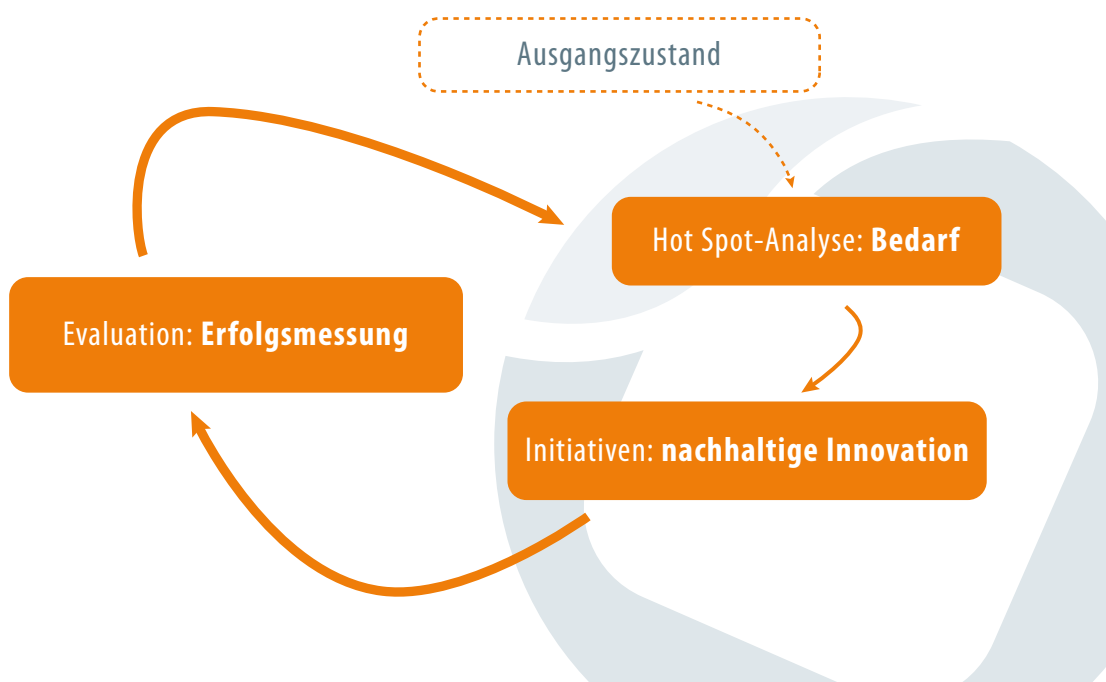 Ausgangszustand
Hot Spot-Analyse: Bedarf
Evaluation: Erfolgsmessung
Initiativen: nachhaltige Innovation